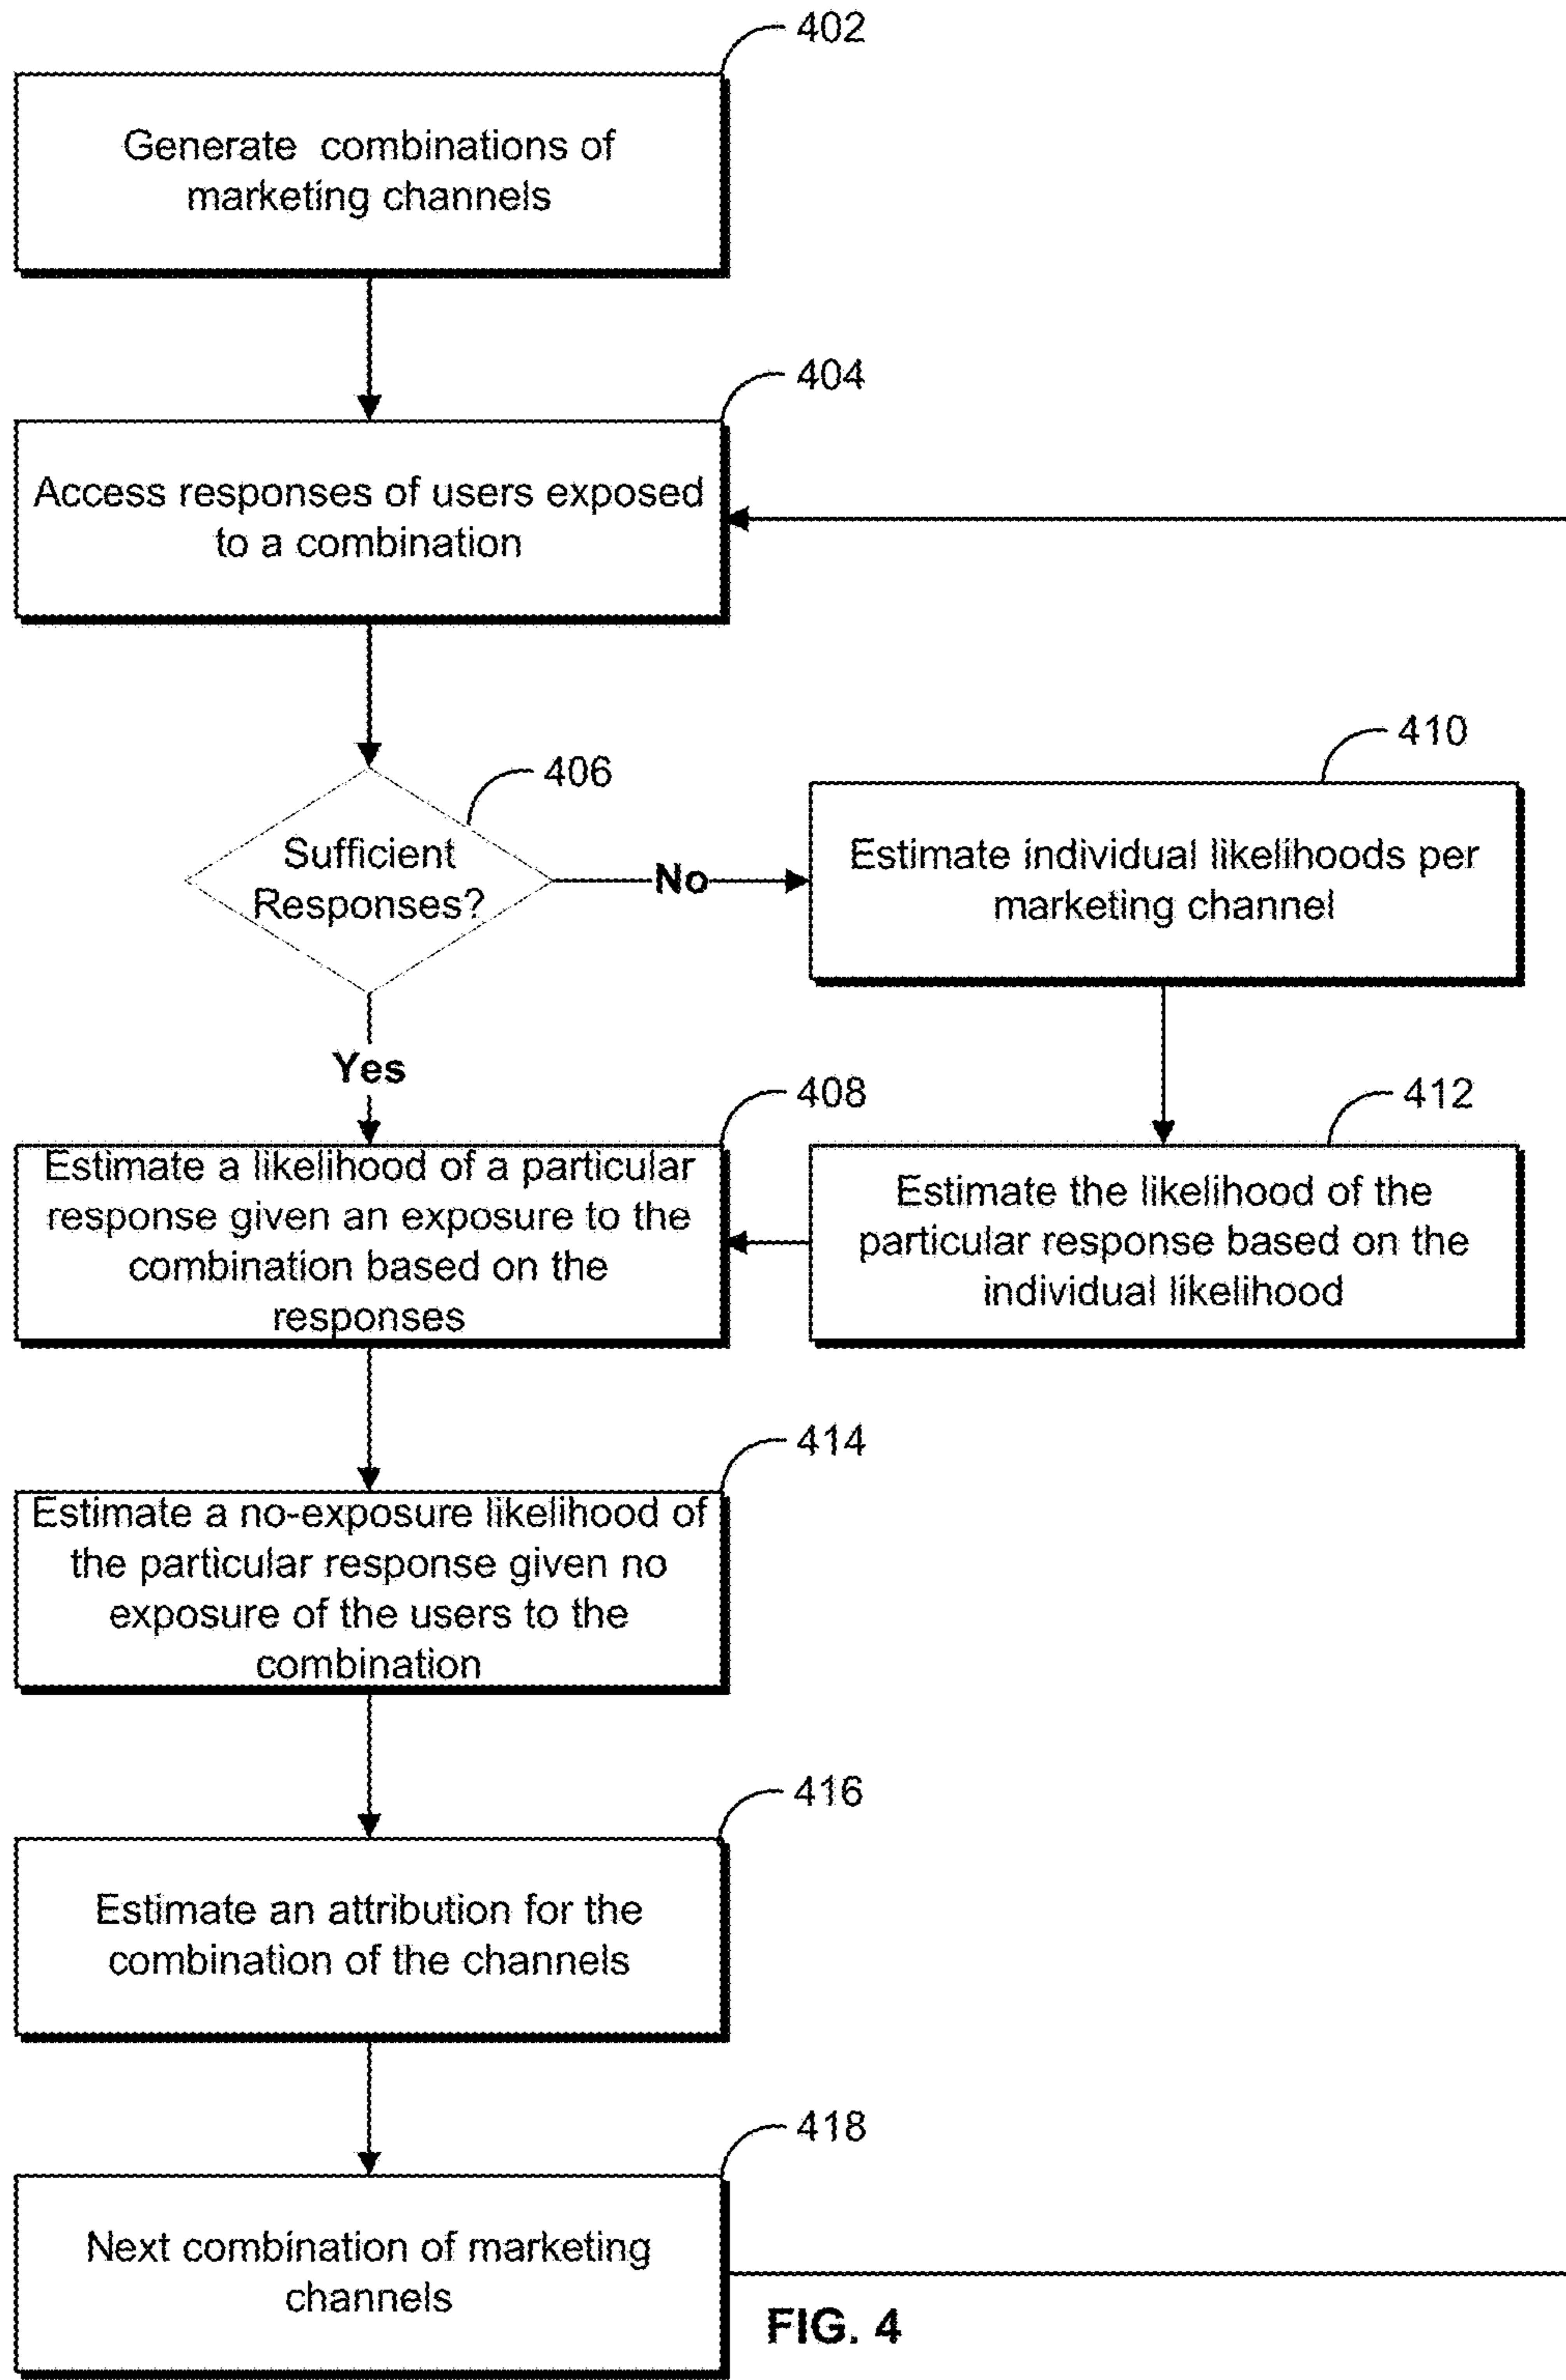 402
Generate combinations of
marketing channels
404
Access responses of users exposed
to a combination
406
Sufficient
Responses?
No
410
Estimate individual likelihoods per
marketing channel
Yes
408
Estimate a likelihood of a particular
response given an exposure to the
combination based on the
responses
412
Estimate the likelihood of the
particular response based on the
individual likelihood
414
Estimate a no-exposure likelihood of
the particular response given no
exposure of the users to the
combination
416
Estimate an attribution for the
combination of the channels
418
Next combination of marketing
channels
FIG. 4